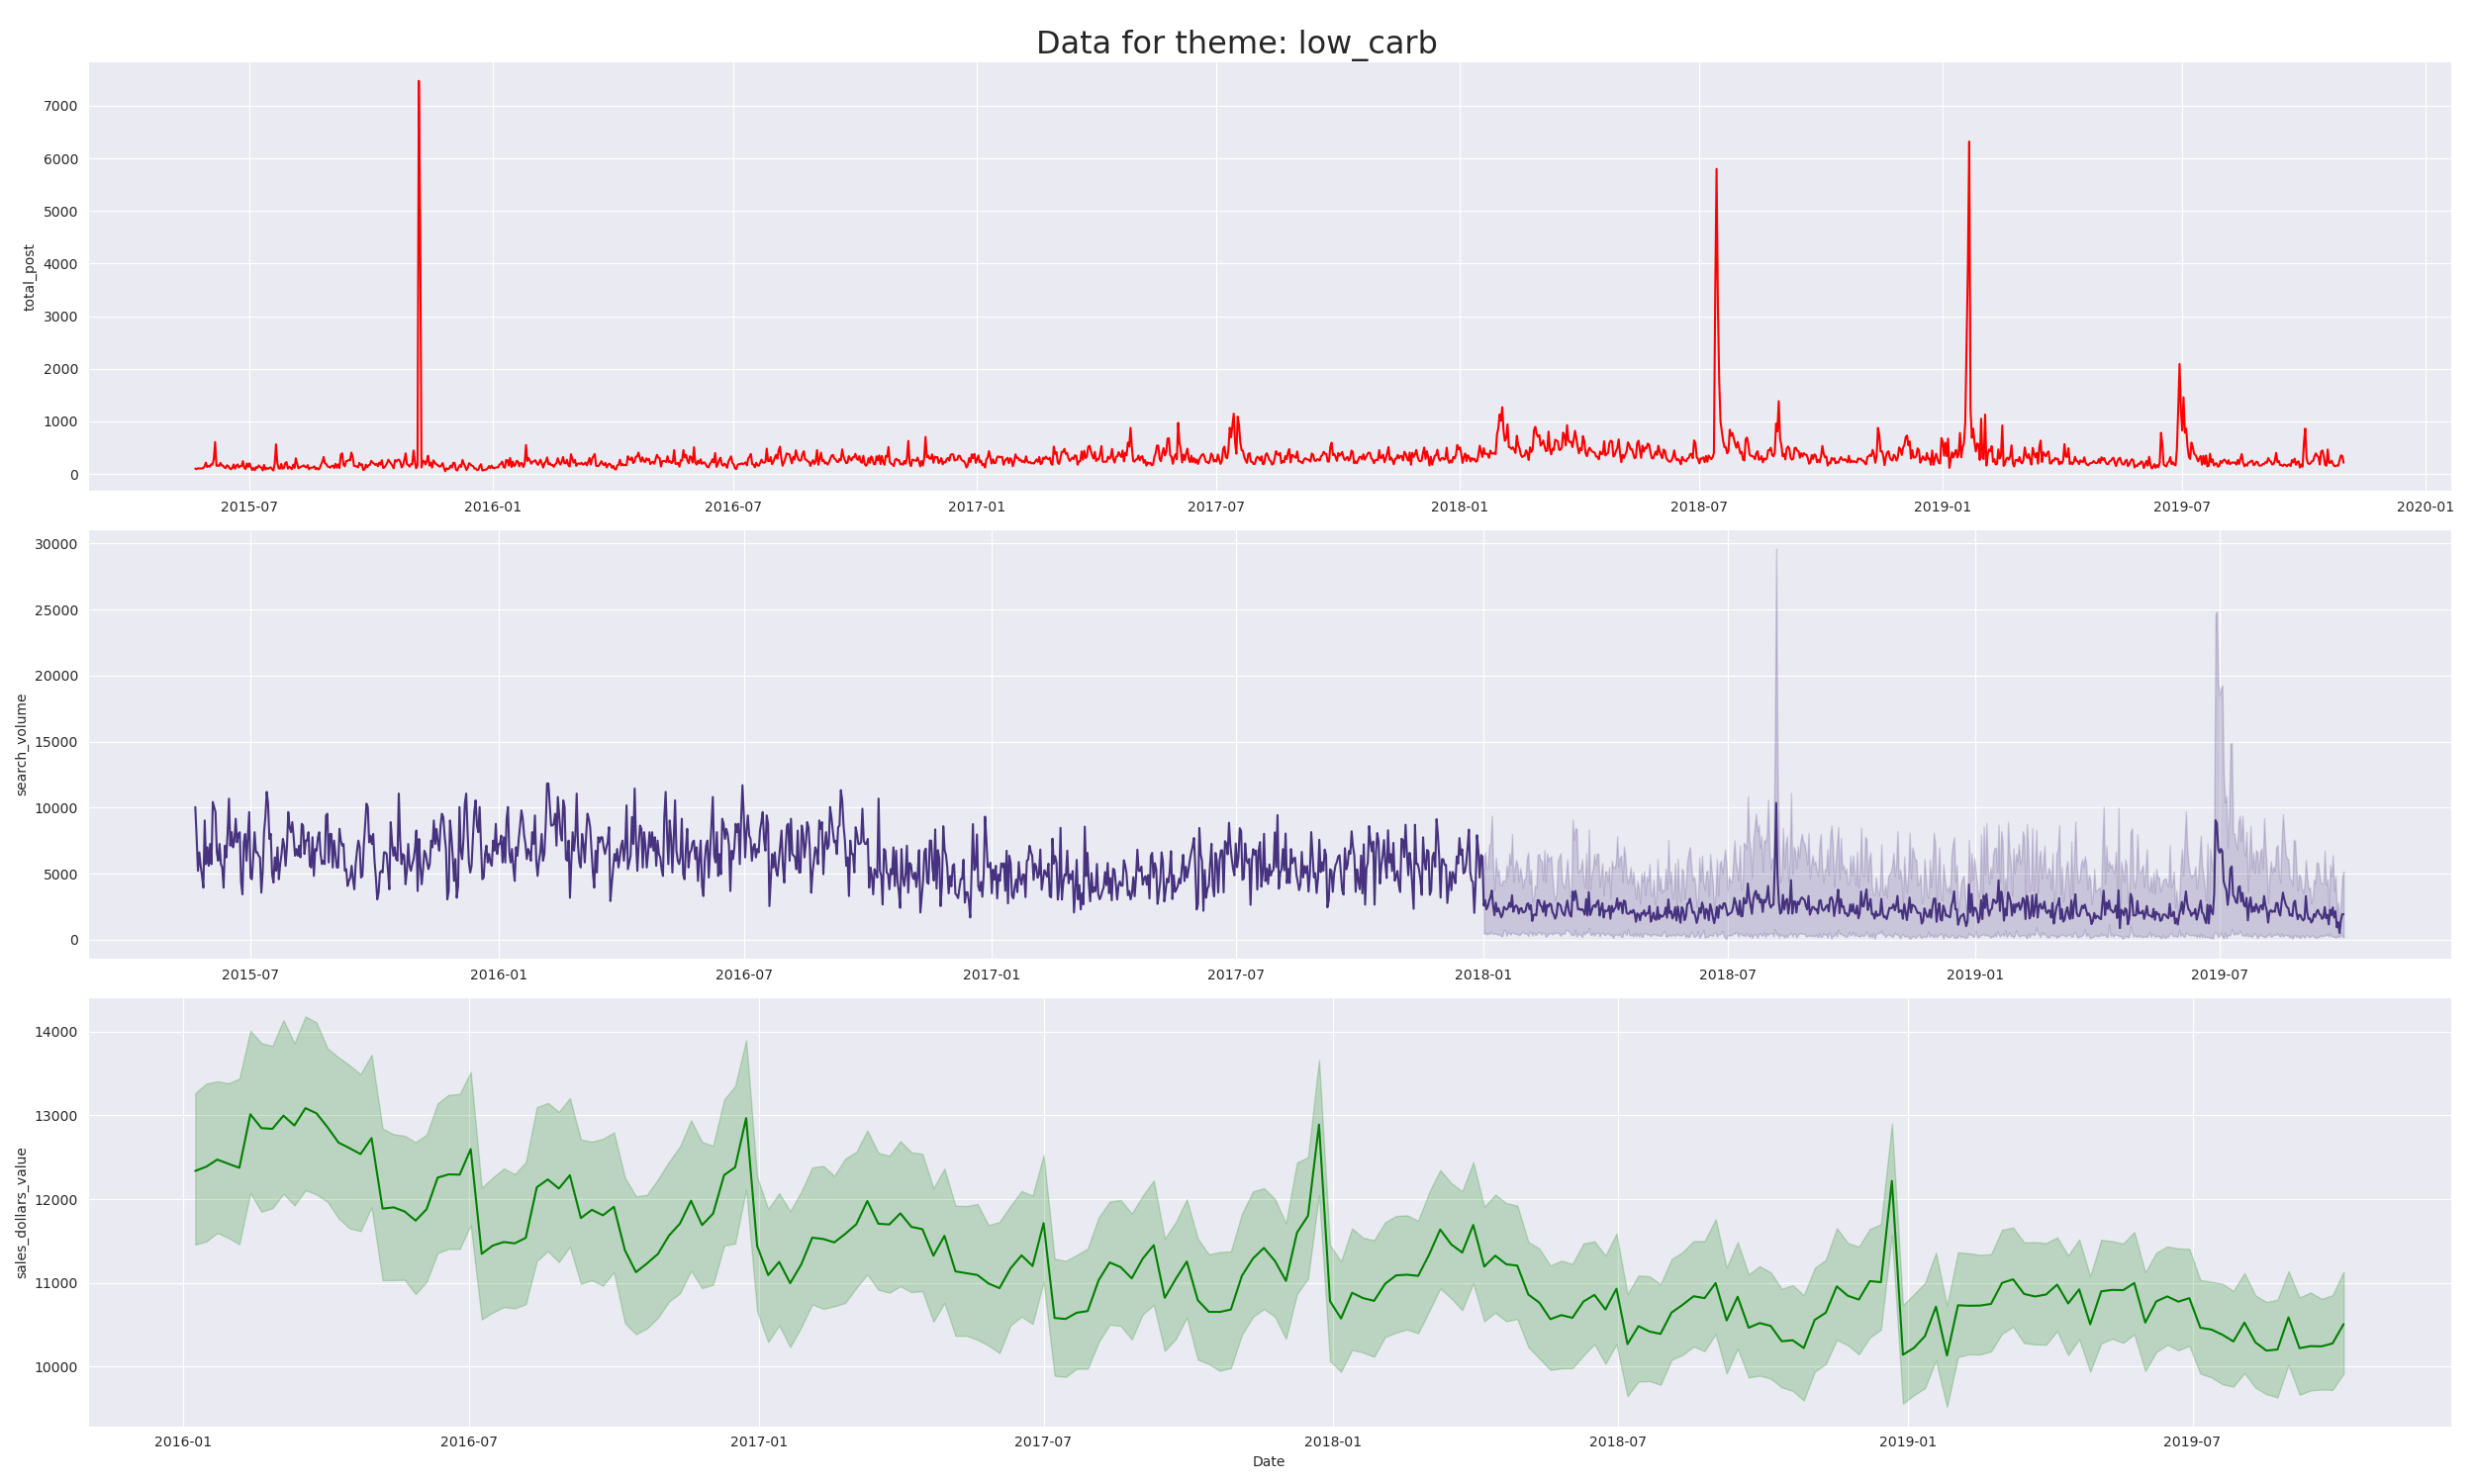 Data for theme: low_carb
total_post
7000
6000
5000
4000
3000
2000
1000
0
2015-07 2016-01 2016-07 2017-01 2017-07 2018-01 2018-07 2019-01 2019-07 2020-01
search_volume
30000
25000
20000
15000
10000
5000
0
2015-07 2016-01 2016-07 2017-01 2017-07 2018-01 2018-07 2019-01 2019-07
sales_dollars_value
14000
13000
12000
11000
10000
2016-01 2016-07 2017-01 2017-07 2018-01 2018-07 2019-01 2019-07
Date